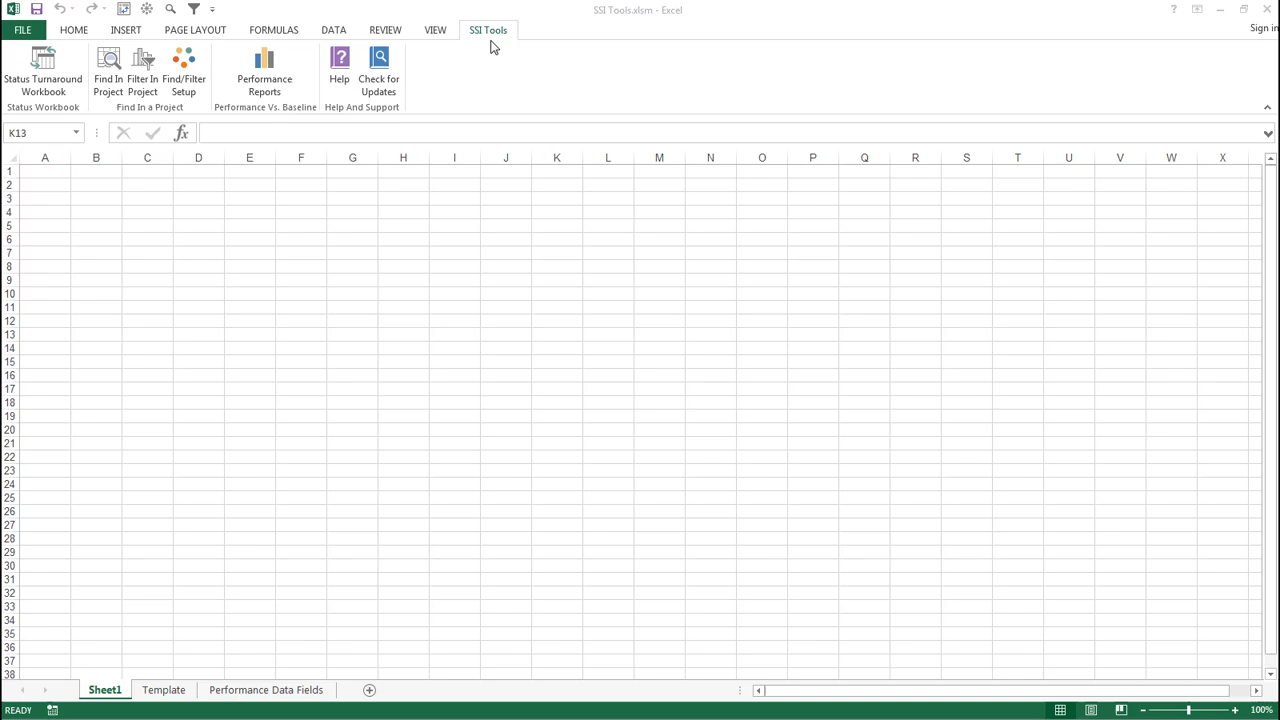 SSI Tools.xlsm - Excel
Sign in
FILE HOME INSERT PAGE LAYOUT FORMULAS DATA REVIEW VIEW SSI Tools
Status Turnaround Workbook
Find In Project
Filter In Project
Find/Filter Setup
Performance Reports
Help
Check for Updates
Status Workbook Find In a Project Performance Vs. Baseline Help And Support
K13 fx
A B C D E F G H I J K L M N O P Q R S T U V W X
1
2
3
4
5
6
7
8
9
10
11
12
13
14
15
16
17
18
19
20
21
22
23
24
25
26
27
28
29
30
31
32
33
34
35
36
37
38
Sheet1 Template Performance Data Fields
READY 100%